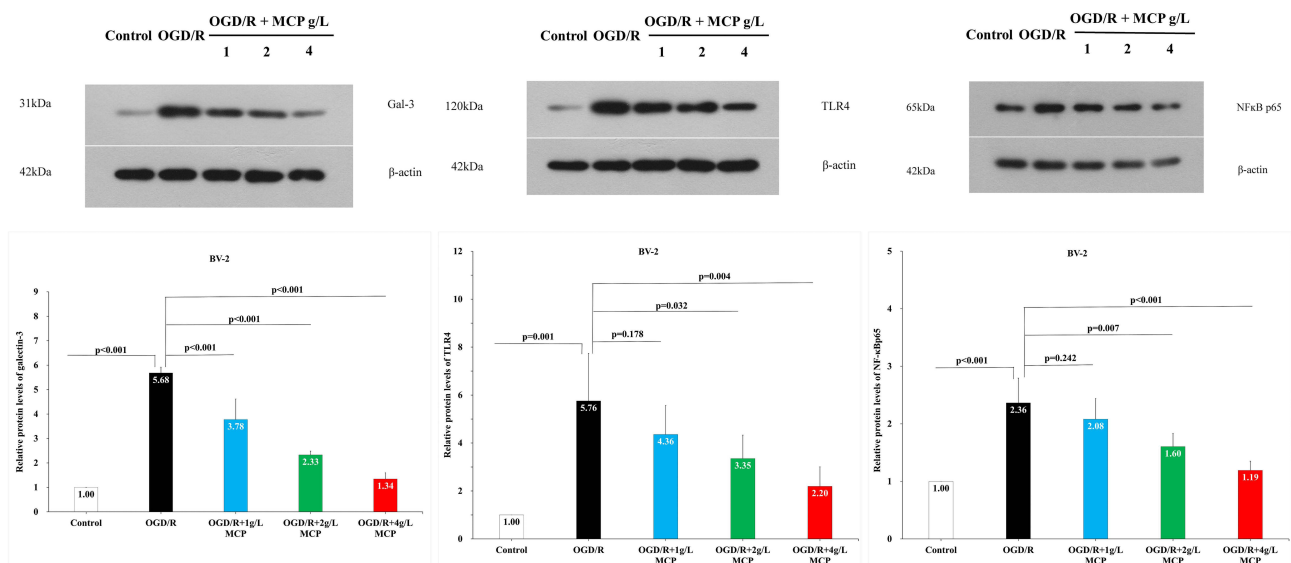 OGD/R + MCP g/L
Control OGD/R
1 2 4
31kDa
Gal-3
42kDa
β-actin
OGD/R + MCP g/L
Control OGD/R
1 2 4
120kDa
TLR4
42kDa
β-actin
OGD/R + MCP g/L
Control OGD/R
1 2 4
65kDa
NFκB p65
42kDa
β-actin
BV-2
Relative protein levels of galectin-3
9
8
7
6
5
4
3
2
1
0
p<0.001
p<0.001
p<0.001
p<0.001
1.00
5.68
3.78
2.33
1.34
Control
OGD/R
OGD/R+1g/L
MCP
OGD/R+2g/L
MCP
OGD/R+4g/L
MCP
BV-2
Relative protein levels of TLR4
12
10
8
6
4
2
0
p=0.004
p=0.032
p=0.178
p=0.001
1.00
5.76
4.36
3.35
2.20
Control
OGD/R
OGD/R+1g/L
MCP
OGD/R+2g/L
MCP
OGD/R+4g/L
MCP
BV-2
Relative protein levels of NF-κBp65
5
4
3
2
1
0
p<0.001
p=0.007
p=0.242
p<0.001
1.00
2.36
2.08
1.60
1.19
Control
OGD/R
OGD/R+1g/L
MCP
OGD/R+2g/L
MCP
OGD/R+4g/L
MCP